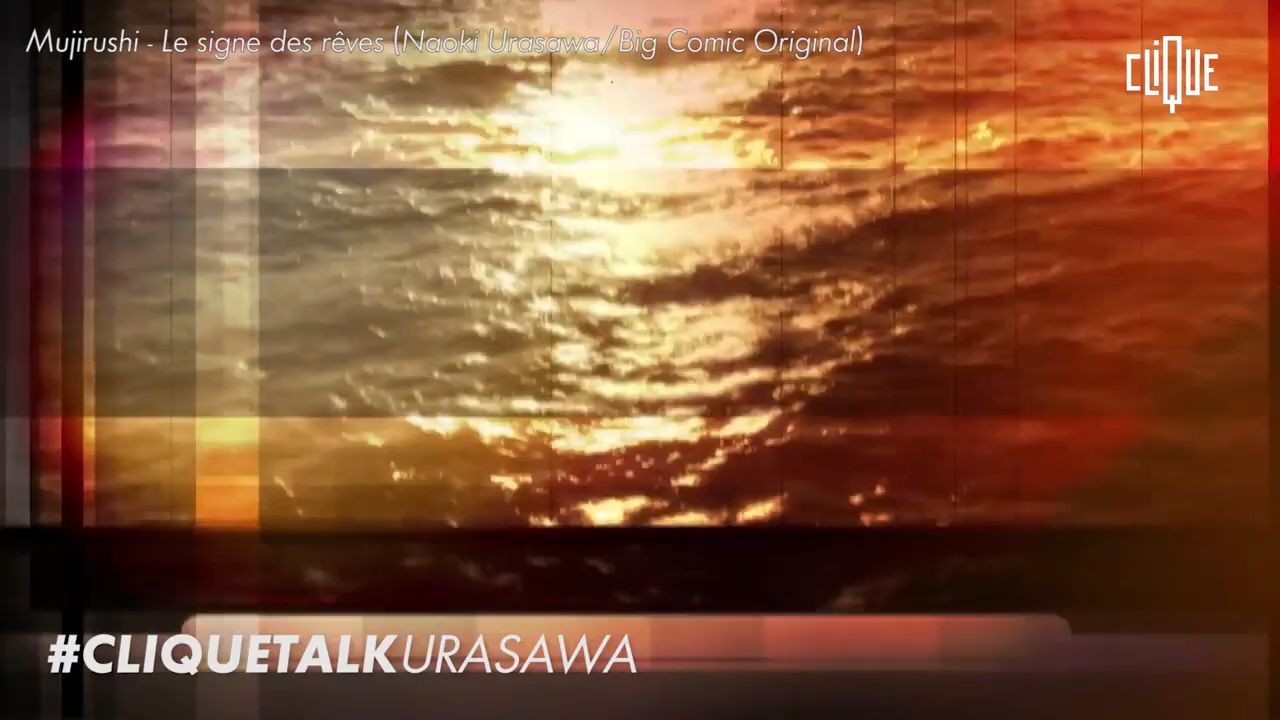 Mujirushi - Le signe des rêves (Naoki Urasawa/Big Comic Original)
CLIQUE
#CLIQUETALKURASAWA